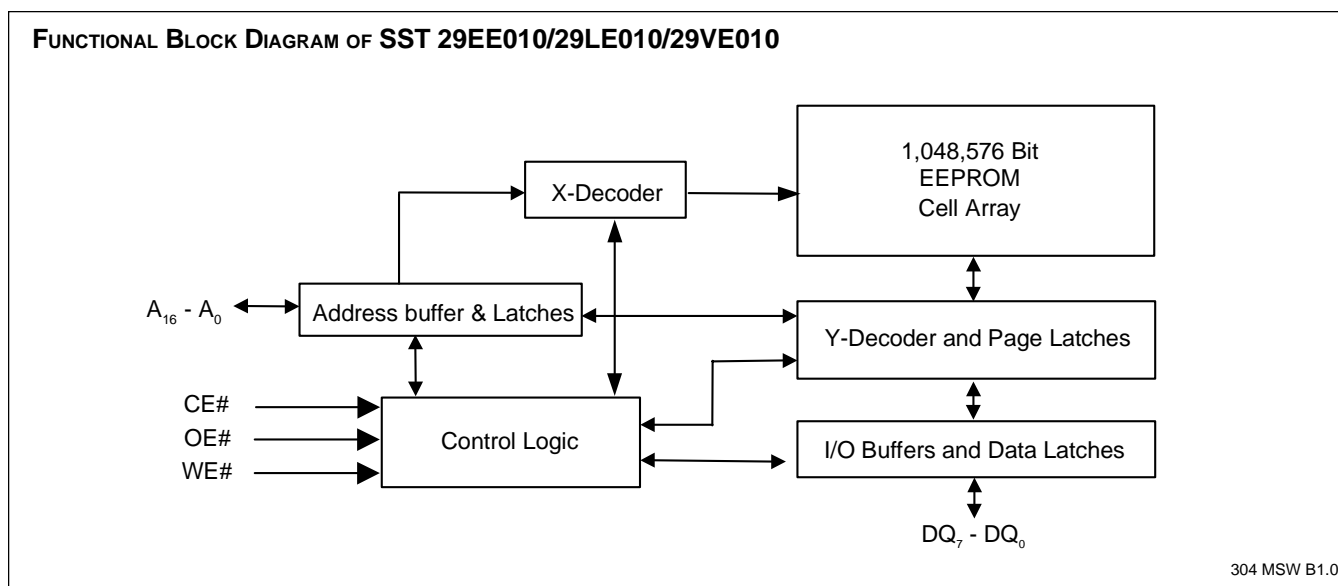 FUNCTIONAL BLOCK DIAGRAM OF SST 29EE010/29LE010/29VE010
1,048,576 Bit
EEPROM
Cell Array
X-Decoder
A16 - A0
Address buffer & Latches
Y-Decoder and Page Latches
CE#
OE#
WE#
Control Logic
I/O Buffers and Data Latches
DQ7 - DQ0
304 MSW B1.0